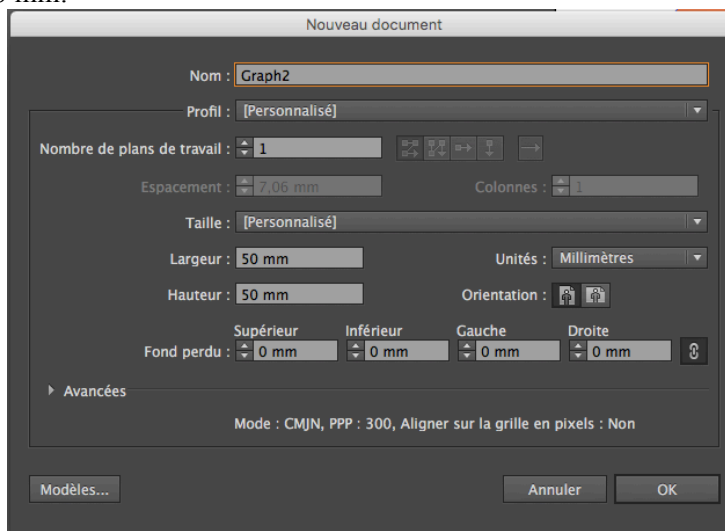 Nouveau document
Nom : Graph2
Profil : [Personnalisé]
Nombre de plans de travail : 1
Espacement : 7,06 mm Colonnes : 1
Taille : [Personnalisé]
Largeur : 50 mm Unités : Millimètres
Hauteur : 50 mm Orientation :
Supérieur Inférieur Gauche Droite
Fond perdu : 0 mm 0 mm 0 mm 0 mm
Avancées
Mode : CMJN, PPP : 300, Aligner sur la grille en pixels : Non
Modèles... Annuler OK